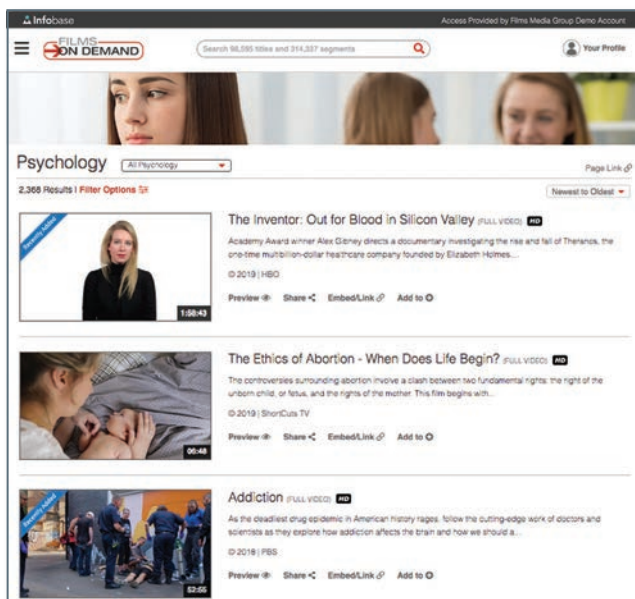 Infobase
Access Provided by Films Media Group Demo Account
FILMS
ON DEMAND
Search 98,595 titles and 314,337 segments
Your Profile
Psychology
All Psychology
Page Link
2,368 Results | Filter Options
Newest to Oldest
Recently Added
1:58:43
The Inventor: Out for Blood in Silicon Valley (FULL VIDEO) HD
Academy Award winner Alex Gibney directs a documentary investigating the rise and fall of Theranos, the
one-time multibillion-dollar healthcare company founded by Elizabeth Holmes....
© 2019 | HBO
Preview Share Embed/Link Add to
06:48
The Ethics of Abortion - When Does Life Begin? (FULL VIDEO) HD
The controversies surrounding abortion involve a clash between two fundamental rights: the right of the
unborn child, or fetus, and the rights of the mother. This film begins with...
© 2019 | ShortCuts TV
Preview Share Embed/Link Add to
Recently Added
52:55
Addiction (FULL VIDEO) HD
As the deadliest drug epidemic in American history rages, follow the cutting-edge work of doctors and
scientists as they explore how addiction affects the brain and how we should a...
© 2018 | PBS
Preview Share Embed/Link Add to